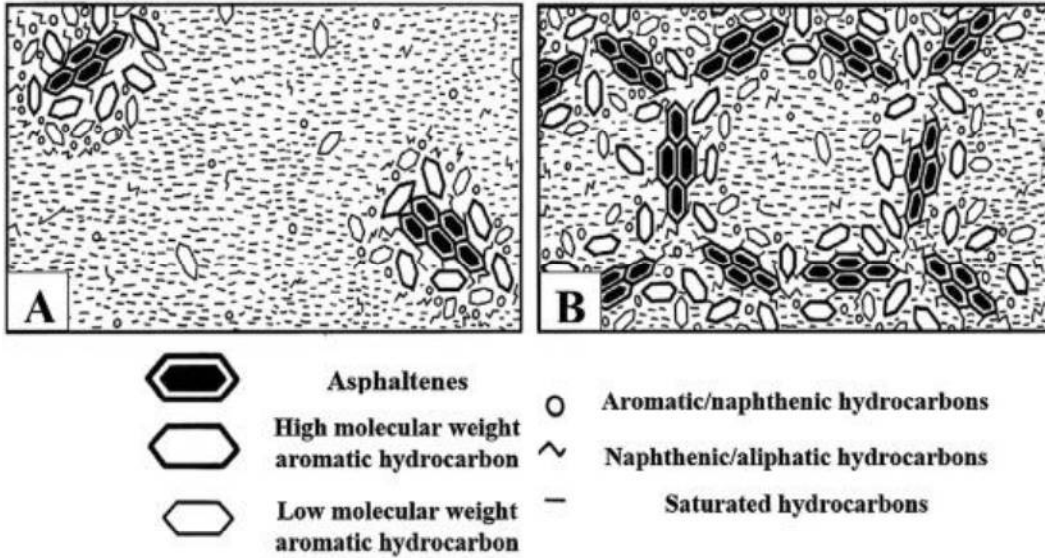 A
B
Asphaltenes
High molecular weight
aromatic hydrocarbon
Low molecular weight
aromatic hydrocarbon
Aromatic/naphthenic hydrocarbons
Naphthenic/aliphatic hydrocarbons
Saturated hydrocarbons